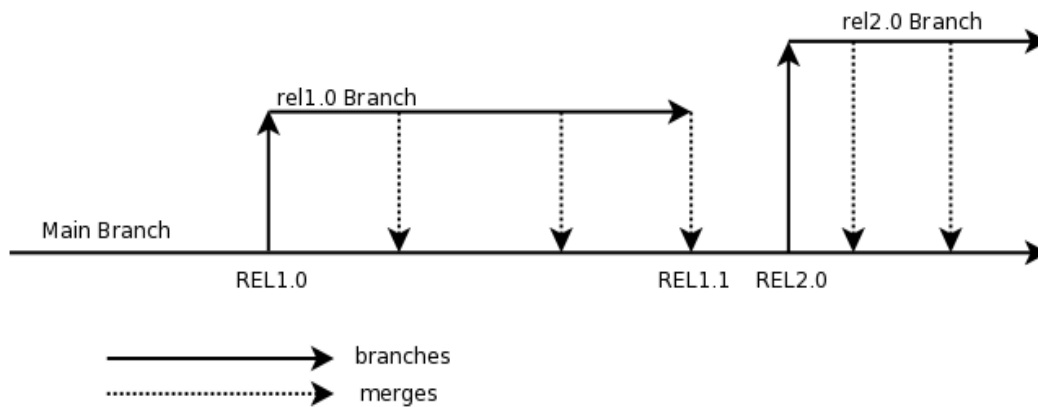 rel2.0 Branch
rel1.0 Branch
Main Branch
REL1.0
REL1.1
REL2.0
branches
merges